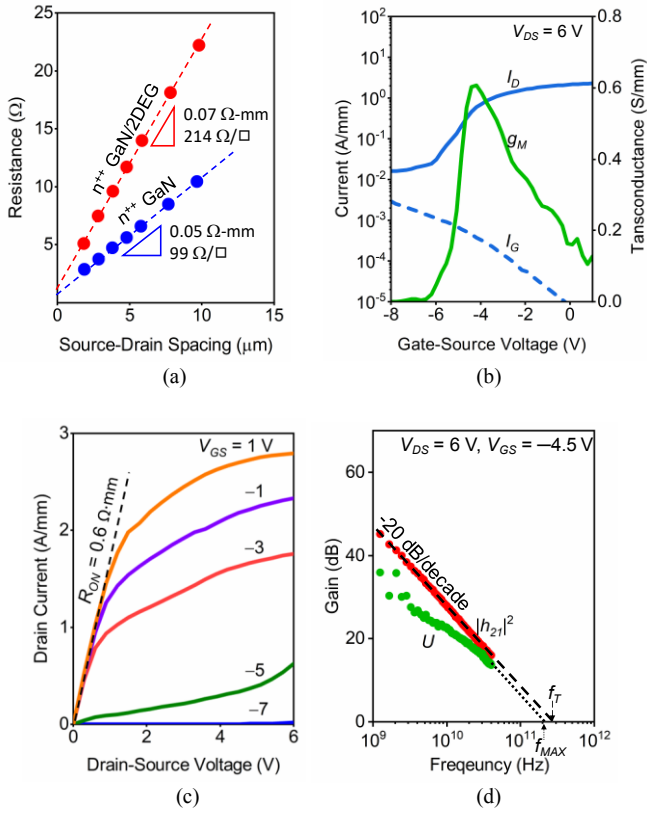 25
20
15
10
5
0
5
10
15
Resistance (Ω)
Source-Drain Spacing (μm)
n++ GaN/2DEG
0.07 Ω-mm
214 Ω/□
n++ GaN
0.05 Ω-mm
99 Ω/□
(a)
10²
10¹
10⁰
10⁻¹
10⁻²
10⁻³
10⁻⁴
10⁻⁵
Current (A/mm)
V_DS = 6 V
I_D
g_M
I_G
0.8
0.6
0.4
0.2
0.0
Tansconductance (S/mm)
-8
-6
-4
-2
0
Gate-Source Voltage (V)
(b)
3
2
1
0
Drain Current (A/mm)
R_ON = 0.6 Ω·mm
V_GS = 1 V
−1
−3
−5
−7
0
2
4
6
Drain-Source Voltage (V)
(c)
60
40
20
0
Gain (dB)
V_DS = 6 V, V_GS = −4.5 V
-20 dB/decade
|h₂₁|²
U
f_T
f_MAX
10⁹
10¹⁰
10¹¹
10¹²
Freqeuncy (Hz)
(d)